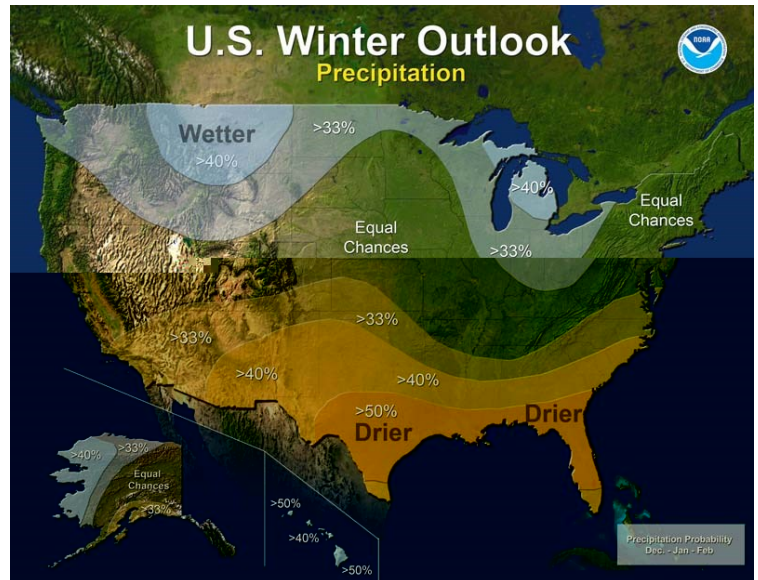 U.S. Winter Outlook
Precipitation
NOAA
Wetter
>33%
>40%
>40%
Equal
Chances
Equal
Chances
>33%
>33%
>33%
>40%
>40%
>50%
Drier
Drier
>40%
>33%
Equal
Chances
>33%
>50%
>40%
>50%
Precipitation Probability
Dec. - Jan - Feb